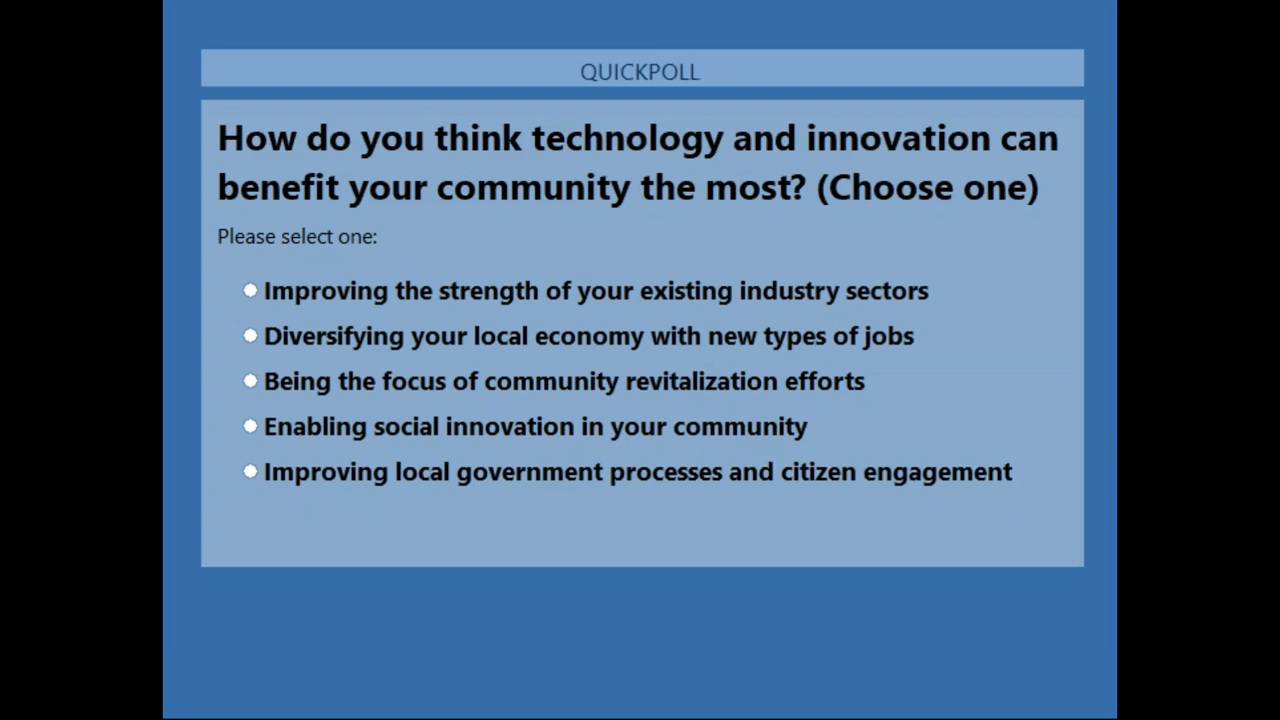 QUICKPOLL
How do you think technology and innovation can
benefit your community the most? (Choose one)
Please select one:
Improving the strength of your existing industry sectors
Diversifying your local economy with new types of jobs
Being the focus of community revitalization efforts
Enabling social innovation in your community
Improving local government processes and citizen engagement